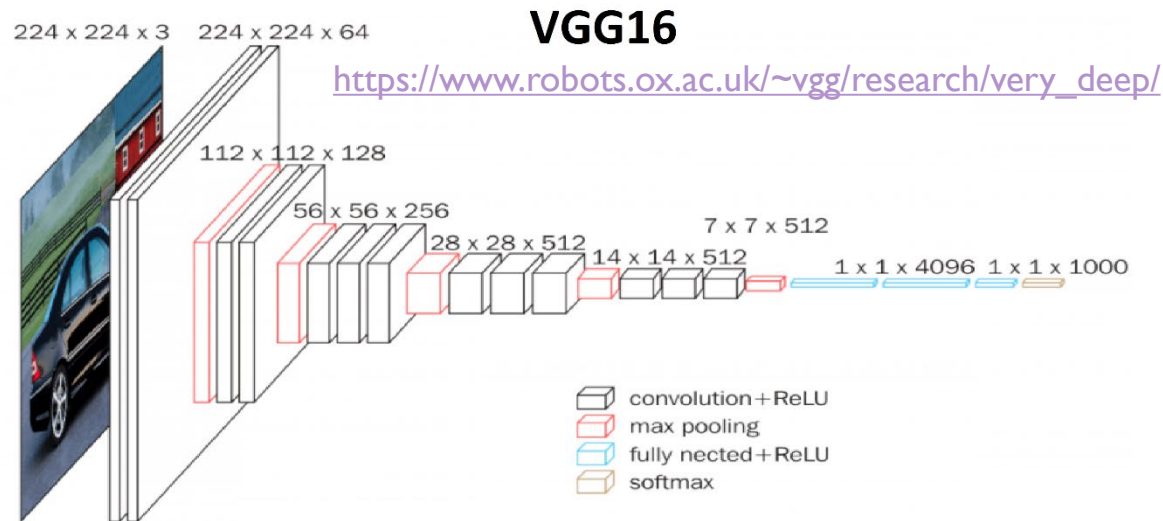 VGG16
https://www.robots.ox.ac.uk/~vgg/research/very_deep/
224 x 224 x 3
224 x 224 x 64
112 x 112 x 128
56 x 56 x 256
28 x 28 x 512
14 x 14 x 512
7 x 7 x 512
1 x 1 x 4096
1 x 1 x 1000
convolution+ReLU
max pooling
fully nected+ReLU
softmax